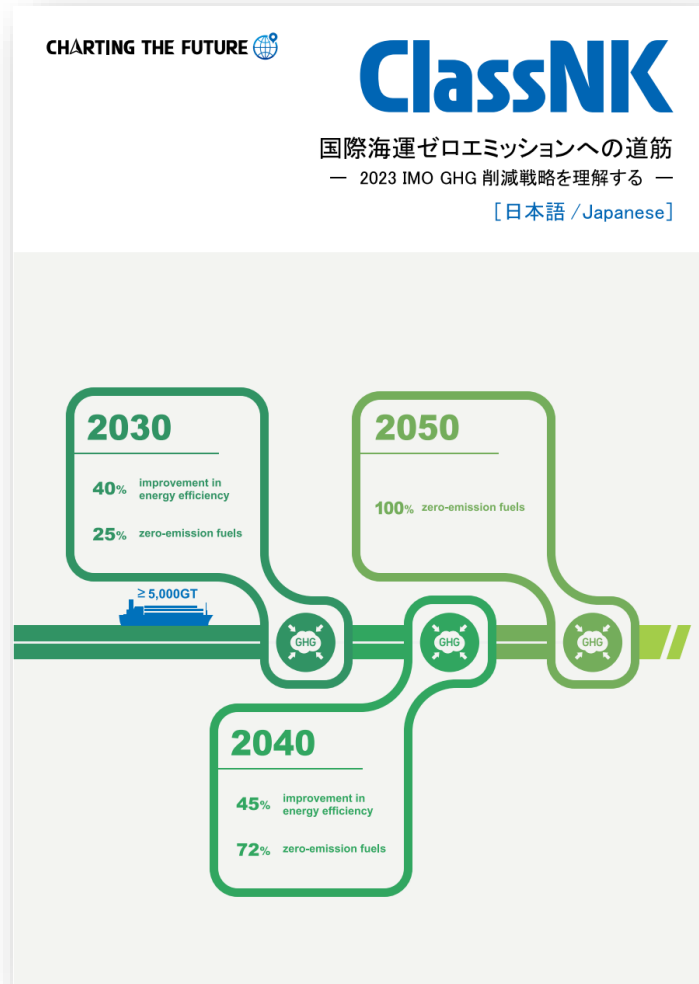 CHARTING THE FUTURE
ClassNK
国際海運ゼロエミッションへの道筋
― 2023 IMO GHG 削減戦略を理解する ―
[日本語 /Japanese]
2030
40% improvement in
energy efficiency
25% zero-emission fuels
2050
100% zero-emission fuels
≥ 5,000GT
GHG
GHG
GHG
2040
45% improvement in
energy efficiency
72% zero-emission fuels